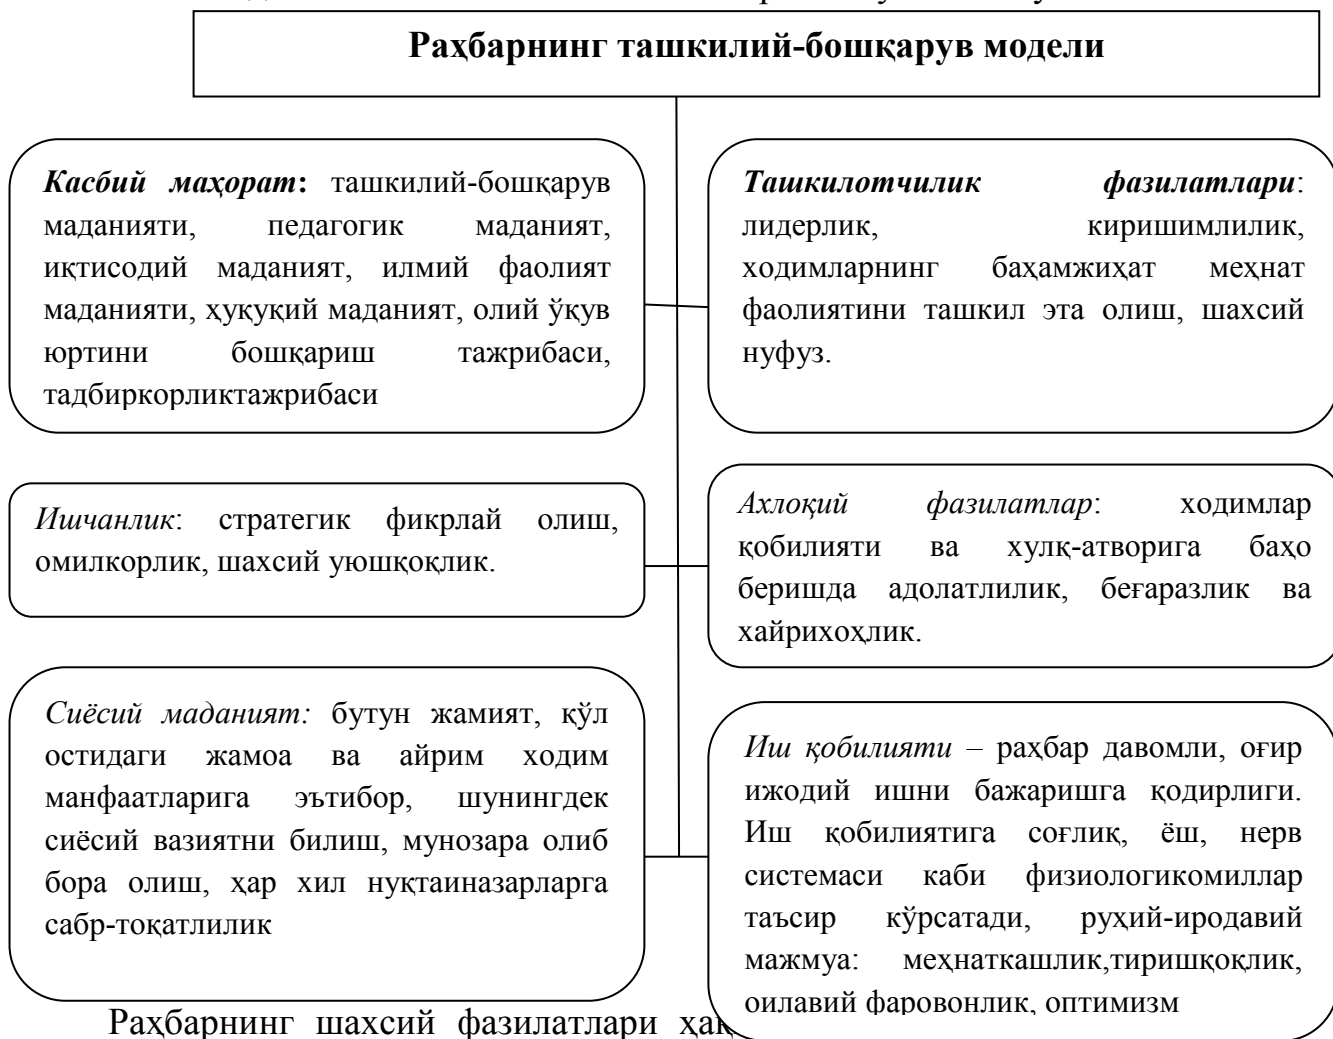 Раҳбарнинг ташкилий-бошқарув модели
Касбий маҳорат: ташкилий-бошқарув
маданияти, педагогик маданият,
иқтисодий маданият, илмий фаолият
маданияти, ҳуқуқий маданият, олий ўқув
юртини бошқариш тажрибаси,
тадбиркорликтажрибаси
Ташкилотчилик фазилатлари:
лидерлик, киришимлилик,
ходимларнинг баҳамжиҳат меҳнат
фаолиятини ташкил эта олиш, шахсий
нуфуз.
Ишчанлик: стратегик фикрлай олиш,
омилкорлик, шахсий уюшқоқлик.
Ахлоқий фазилатлар: ходимлар
қобилияти ва хулқ-атворига баҳо
беришда адолатлилик, беғаразлик ва
хайрихоҳлик.
Сиёсий маданият: бутун жамият, қўл
остидаги жамоа ва айрим ходим
манфаатларига эътибор, шунингдек
сиёсий вазиятни билиш, мунозара олиб
бора олиш, ҳар хил нуқтаиназарларга
сабр-тоқатлилик
Иш қобилияти – раҳбар давомли, оғир
ижодий ишни бажаришга қодирлиги.
Иш қобилиятига соғлиқ, ёш, нерв
системаси каби физиологикомиллар
таъсир кўрсатади, руҳий-иродавий
мажмуа: меҳнаткашлик,тиришқоқлик,
оилавий фаровонлик, оптимизм
Раҳбарнинг шахсий фазилатлари